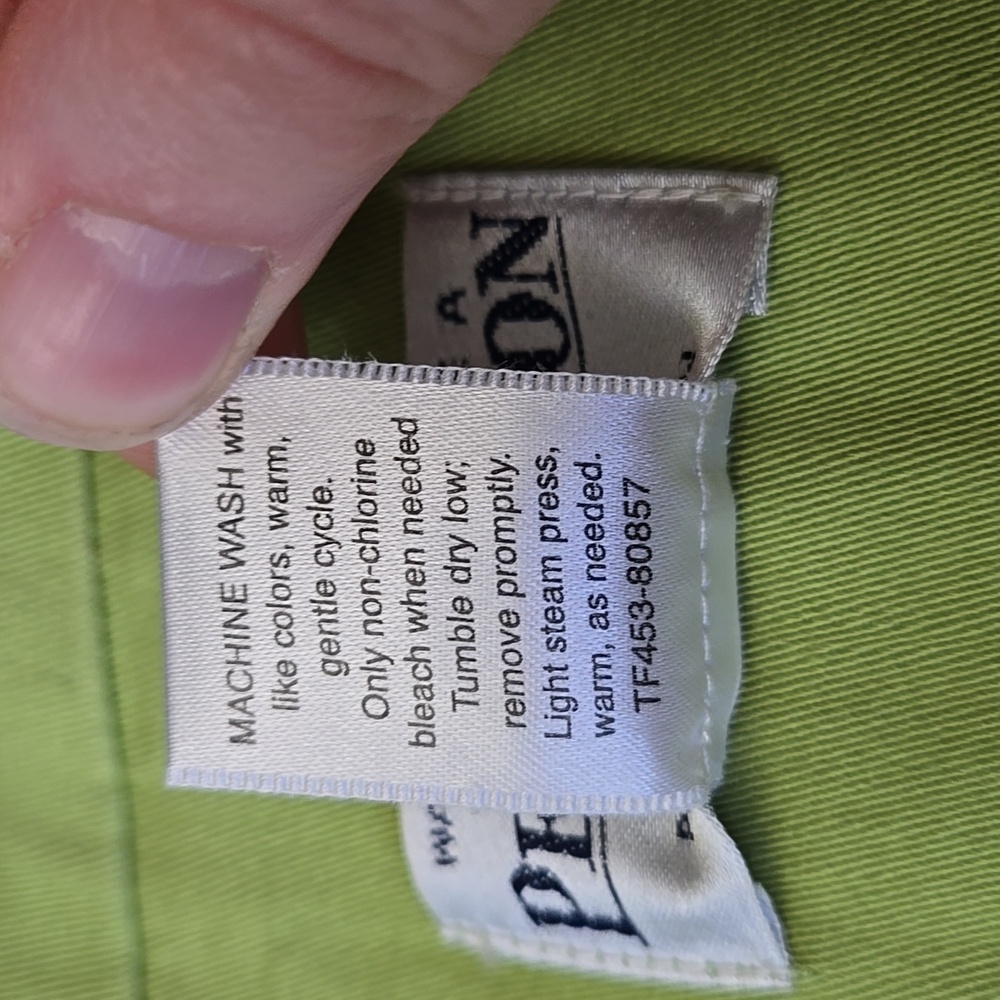 MACHINE WASH with
like colors, warm,
gentle cycle.
Only non-chlorine
bleach when needed
Tumble dry low;
remove promptly.
Light steam press,
warm, as needed.
TF453-80857